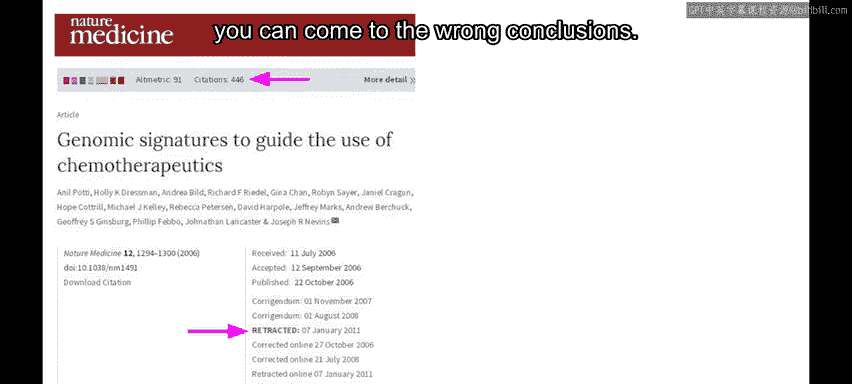 nature
medicine
you can come to the wrong conclusions.
GPT中英字幕课程资源@bilibili.com
Altmetric: 91 Citations: 446 More detail
Article
Genomic signatures to guide the use of
chemotherapeutics
Anil Potti, Holly K Dressman, Andrea Bild, Richard F Riedel, Gina Chan, Robyn Sayer, Janiel Cragun,
Hope Cottrill, Michael J Kelley, Rebecca Petersen, David Harpole, Jeffrey Marks, Andrew Berchuck,
Geoffrey S Ginsburg, Phillip Febbo, Johnathan Lancaster & Joseph R Nevins
Nature Medicine 12, 1294–1300 (2006)
doi:10.1038/nm1491
Download Citation
Received: 11 July 2006
Accepted: 12 September 2006
Published: 22 October 2006
Corrigendum: 01 November 2007
Corrigendum: 01 August 2008
RETRACTED: 07 January 2011
Corrected online 27 October 2006
Corrected online 21 July 2008
Retracted online 07 January 2011